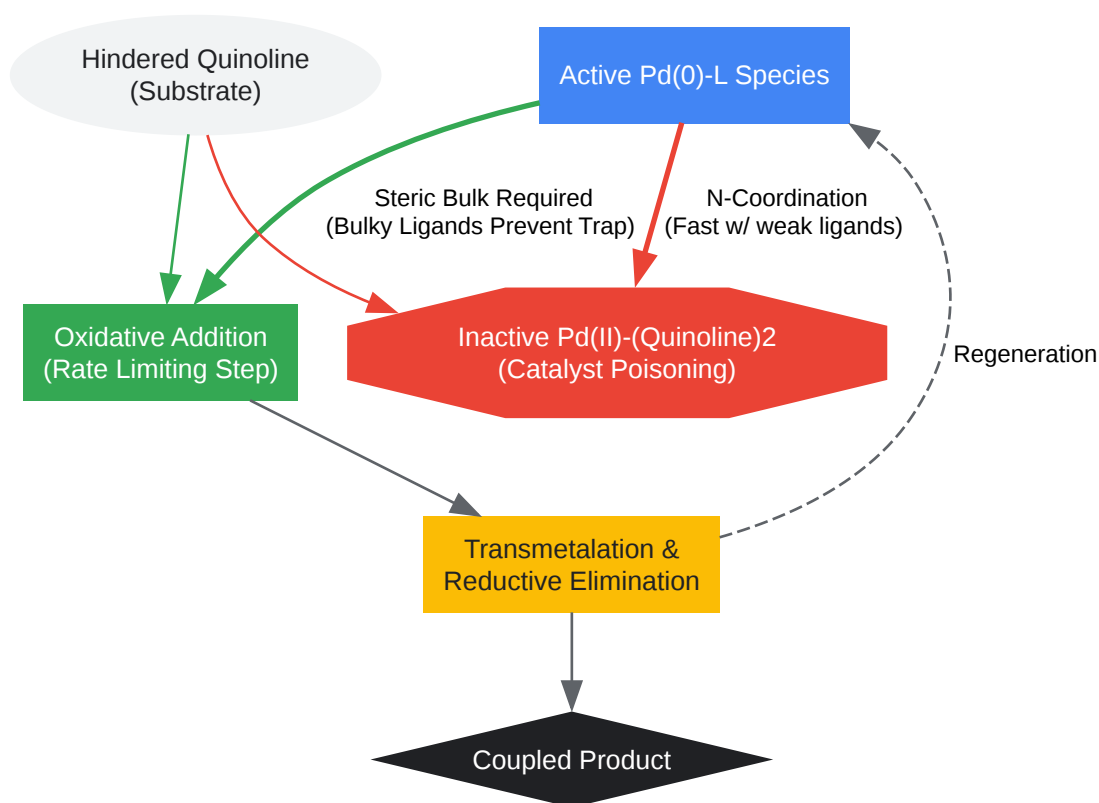 Hindered Quinoline
(Substrate)
Active Pd(0)-L Species
Steric Bulk Required
(Bulky Ligands Prevent Trap)
N-Coordination
(Fast w/ weak ligands)
Oxidative Addition
(Rate Limiting Step)
Inactive Pd(II)-(Quinoline)2
(Catalyst Poisoning)
Regeneration
Transmetalation &
Reductive Elimination
Coupled Product